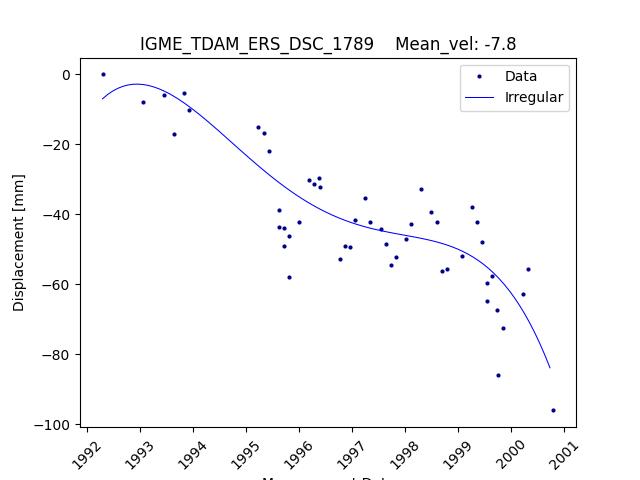 IGME_TDAM_ERS_DSC_1789 Mean_vel: -7.8
Data
Irregular
Displacement [mm]
0
−20
−40
−60
−80
−100
1992 1993 1994 1995 1996 1997 1998 1999 2000 2001